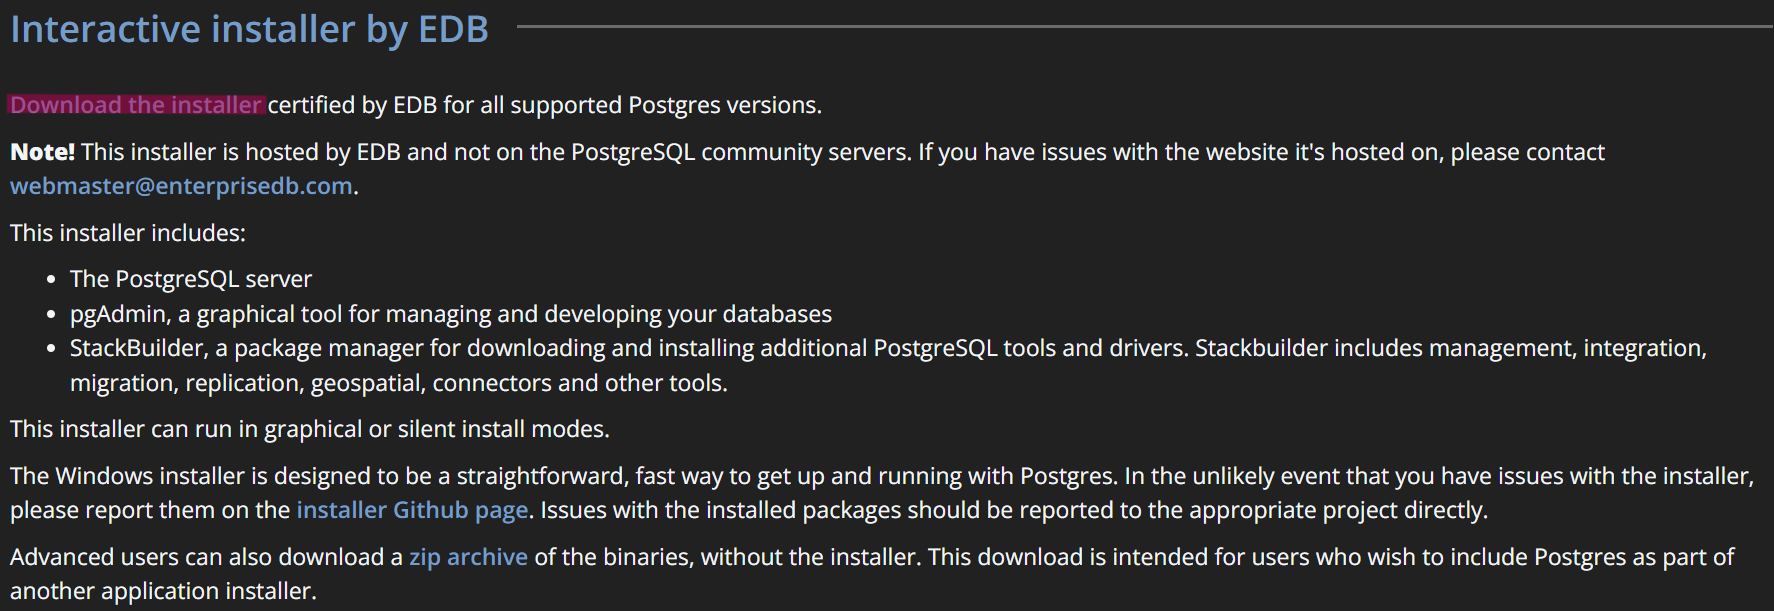 Interactive installer by EDB
Download the installer certified by EDB for all supported Postgres versions.
Note! This installer is hosted by EDB and not on the PostgreSQL community servers. If you have issues with the website it's hosted on, please contact
webmaster@enterprisedb.com.
This installer includes:
• The PostgreSQL server
• pgAdmin, a graphical tool for managing and developing your databases
• StackBuilder, a package manager for downloading and installing additional PostgreSQL tools and drivers. Stackbuilder includes management, integration,
migration, replication, geospatial, connectors and other tools.
This installer can run in graphical or silent install modes.
The Windows installer is designed to be a straightforward, fast way to get up and running with Postgres. In the unlikely event that you have issues with the installer,
please report them on the installer Github page. Issues with the installed packages should be reported to the appropriate project directly.
Advanced users can also download a zip archive of the binaries, without the installer. This download is intended for users who wish to include Postgres as part of
another application installer.